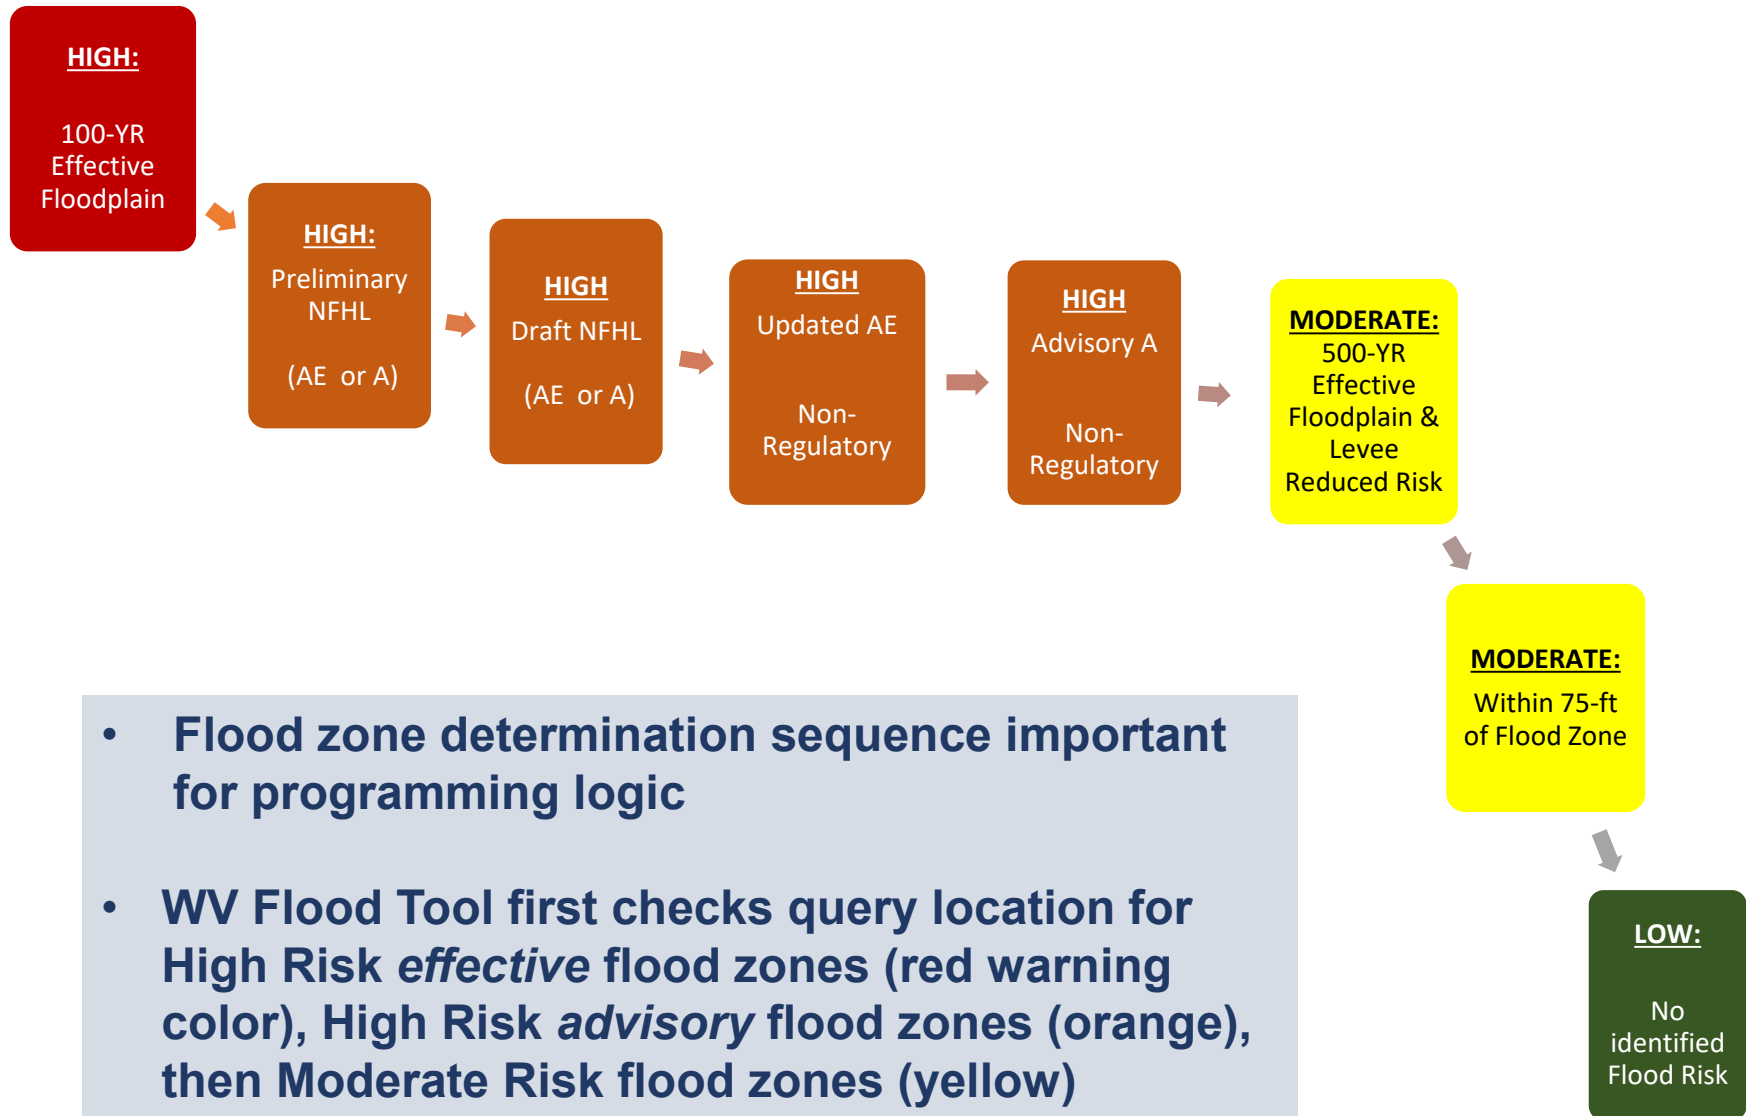 HIGH:
100-YR
Effective
Floodplain
HIGH:
Preliminary
NFHL
(AE or A)
HIGH
Draft NFHL
(AE or A)
HIGH
Updated AE
Non-
Regulatory
HIGH
Advisory A
Non-
Regulatory
MODERATE:
500-YR
Effective
Floodplain &
Levee
Reduced Risk
MODERATE:
Within 75-ft
of Flood Zone
LOW:
No
identified
Flood Risk
• Flood zone determination sequence important
for programming logic
• WV Flood Tool first checks query location for
High Risk effective flood zones (red warning
color), High Risk advisory flood zones (orange),
then Moderate Risk flood zones (yellow)